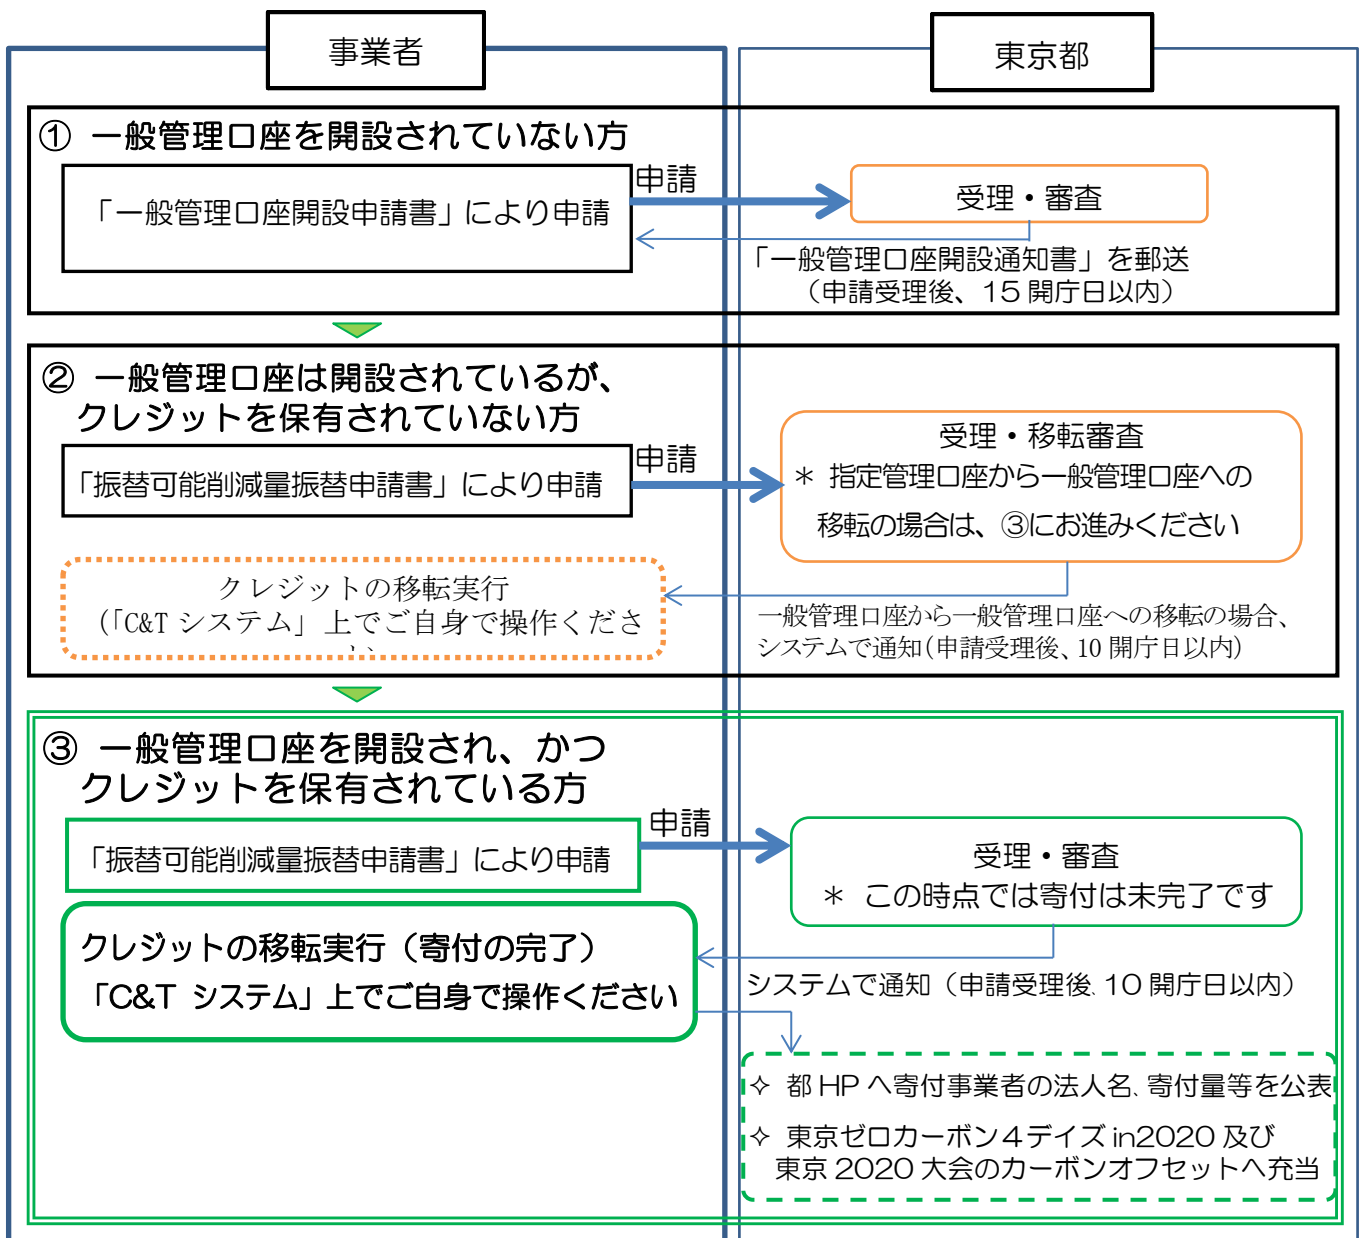 事業者
東京都
① 一般管理口座を開設されていない方
「一般管理口座開設申請書」により申請
申請
受理・審査
「一般管理口座開設通知書」を郵送
（申請受理後、15開庁日以内）
② 一般管理口座は開設されているが、
クレジットを保有されていない方
「振替可能削減量振替申請書」により申請
申請
受理・移転審査
＊ 指定管理口座から一般管理口座への
移転の場合は、③にお進みください
クレジットの移転実行
（「C&Tシステム」上でご自身で操作くださ
一般管理口座から一般管理口座への移転の場合、
システムで通知（申請受理後、10開庁日以内）
③ 一般管理口座を開設され、かつ
クレジットを保有されている方
「振替可能削減量振替申請書」により申請
申請
受理・審査
＊ この時点では寄付は未完了です
クレジットの移転実行（寄付の完了）
「C&T システム」上でご自身で操作ください
システムで通知（申請受理後、10開庁日以内）
✧ 都HPへ寄付事業者の法人名、寄付量等を公表
✧ 東京ゼロカーボン４デイズin2020及び
東京2020大会のカーボンオフセットへ充当